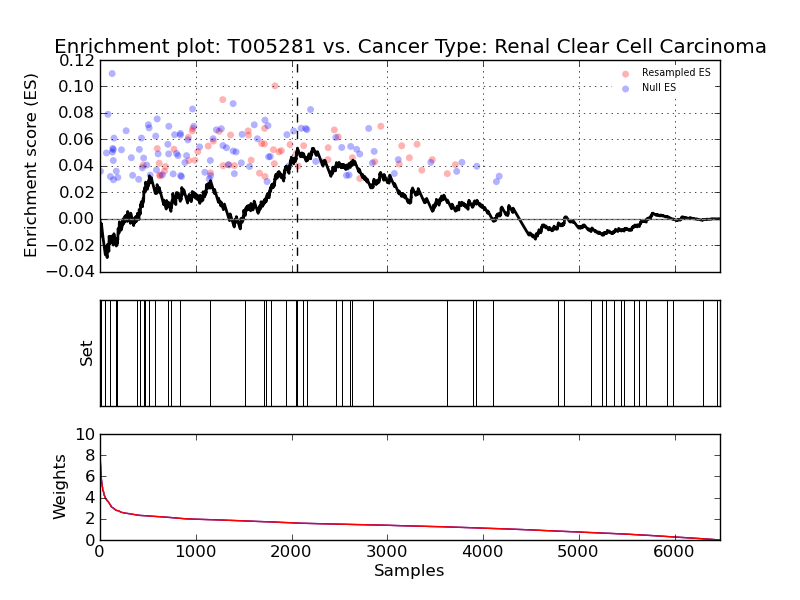 Enrichment plot: T005281 vs. Cancer Type: Renal Clear Cell Carcinoma
Enrichment score (ES)
0.12
0.10
0.08
0.06
0.04
0.02
0.00
−0.02
−0.04
Resampled ES
Null ES
Set
Weights
10
8
6
4
2
0
0 1000 2000 3000 4000 5000 6000
Samples